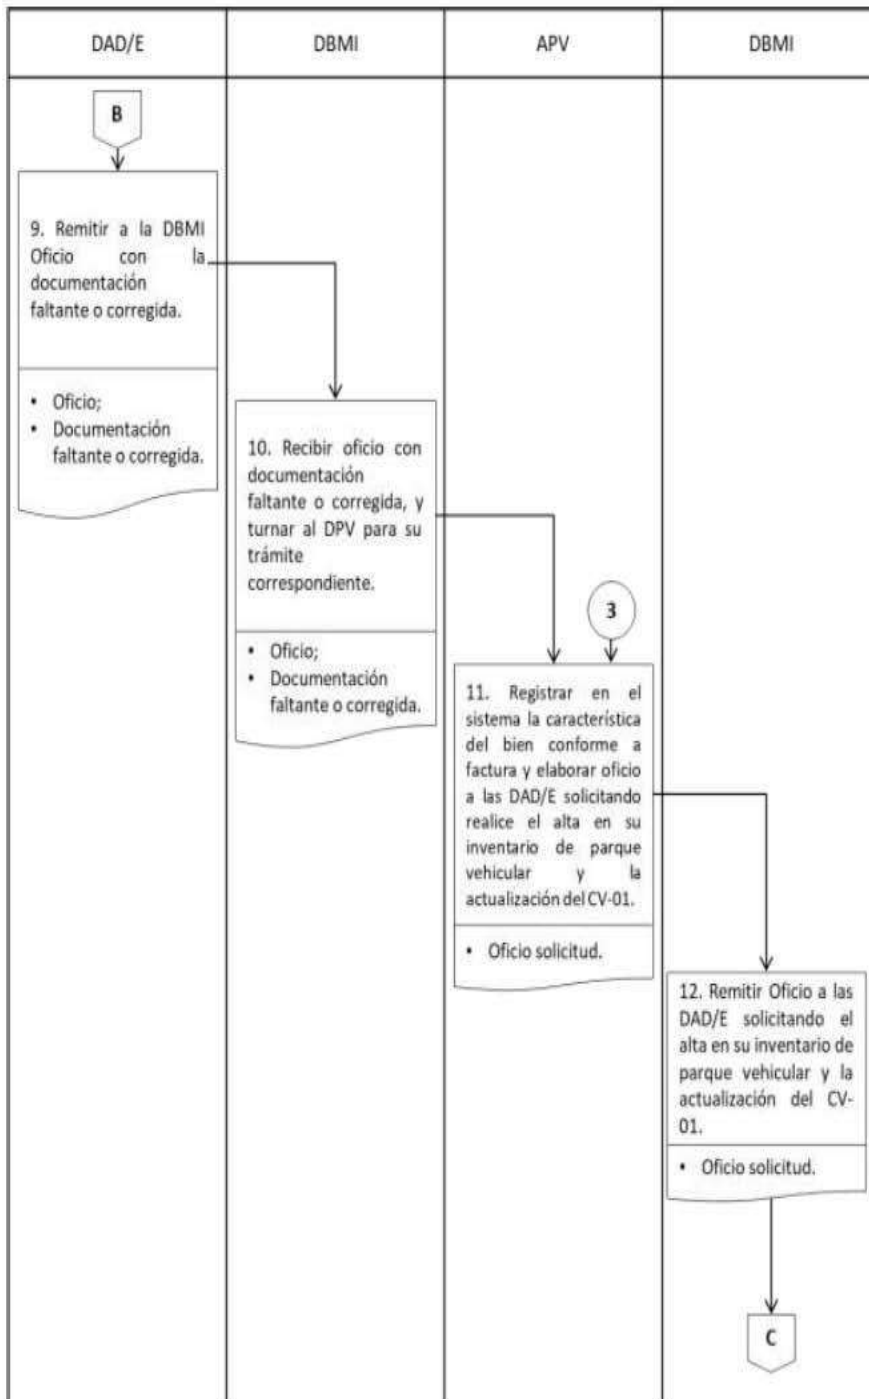 DAD/E
DBMI
APV
DBMI
B
9. Remitir a la DBMI
Oficio con la
documentación
faltante o corregida.
• Oficio;
• Documentación
faltante o corregida.
10. Recibir oficio con
documentación
faltante o corregida, y
turnar al DPV para su
trámite
correspondiente.
• Oficio;
• Documentación
faltante o corregida.
3
11. Registrar en el
sistema la característica
del bien conforme a
factura y elaborar oficio
a las DAD/E solicitando
realice el alta en su
inventario de parque
vehicular y la
actualización del CV-01.
• Oficio solicitud.
12. Remitir Oficio a las
DAD/E solicitando el
alta en su inventario de
parque vehicular y la
actualización del CV-
01.
• Oficio solicitud.
C